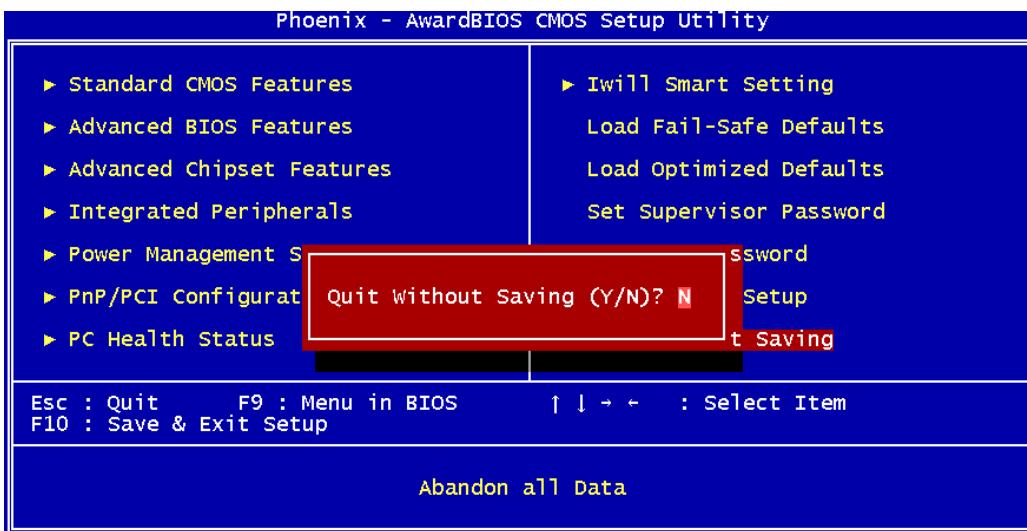 Phoenix - AwardBIOS CMOS Setup Utility
► Standard CMOS Features
► Advanced BIOS Features
► Advanced Chipset Features
► Integrated Peripherals
► Power Management S
► PnP/PCI Configurat
► PC Health Status
► Iwill Smart Setting
Load Fail-Safe Defaults
Load Optimized Defaults
Set Supervisor Password
ssword
Setup
t Saving
Quit Without Saving (Y/N)? N
Esc : Quit F9 : Menu in BIOS ↑ ↓ → ← : Select Item
F10 : Save & Exit Setup
Abandon all Data